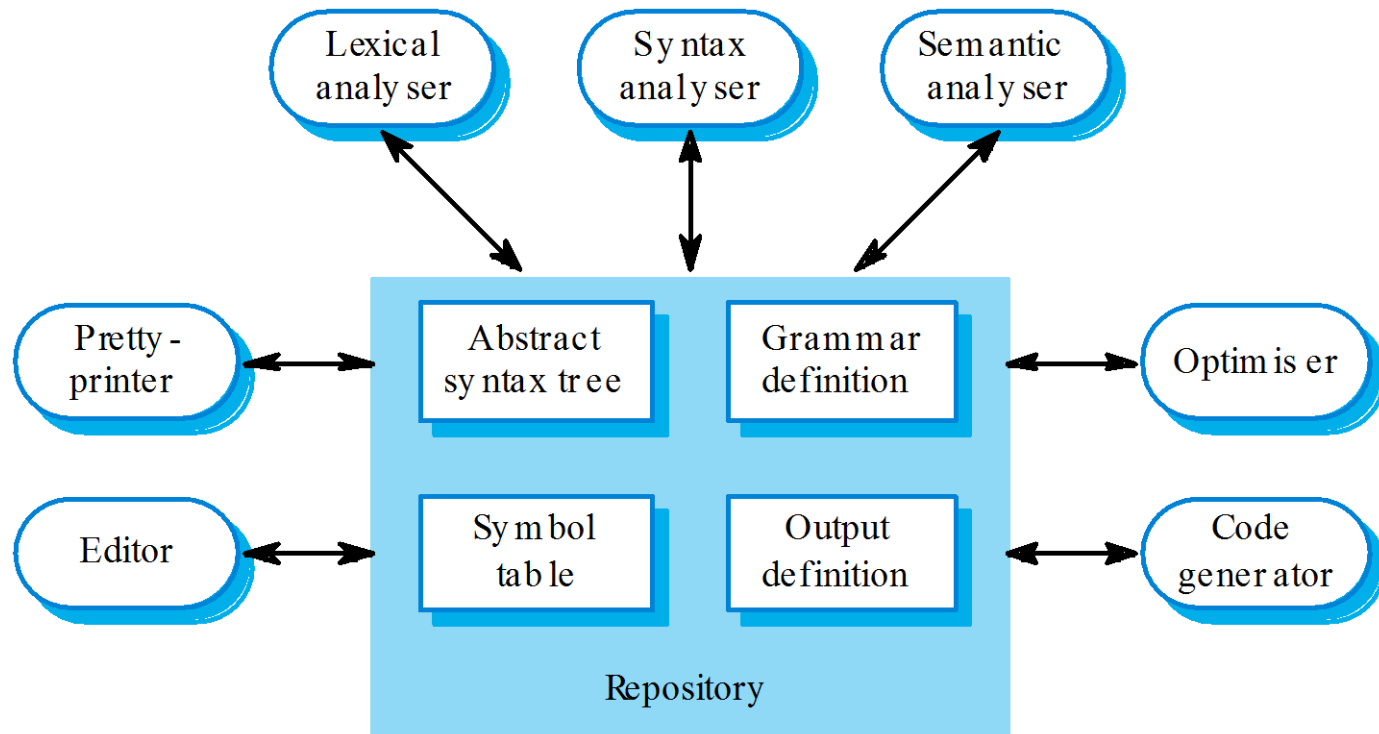 Lexical
analyser
Syntax
analyser
Semantic
analyser
Pretty-
printer
Abstract
syntax tree
Grammar
definition
Optimiser
Editor
Symbol
table
Output
definition
Code
generator
Repository